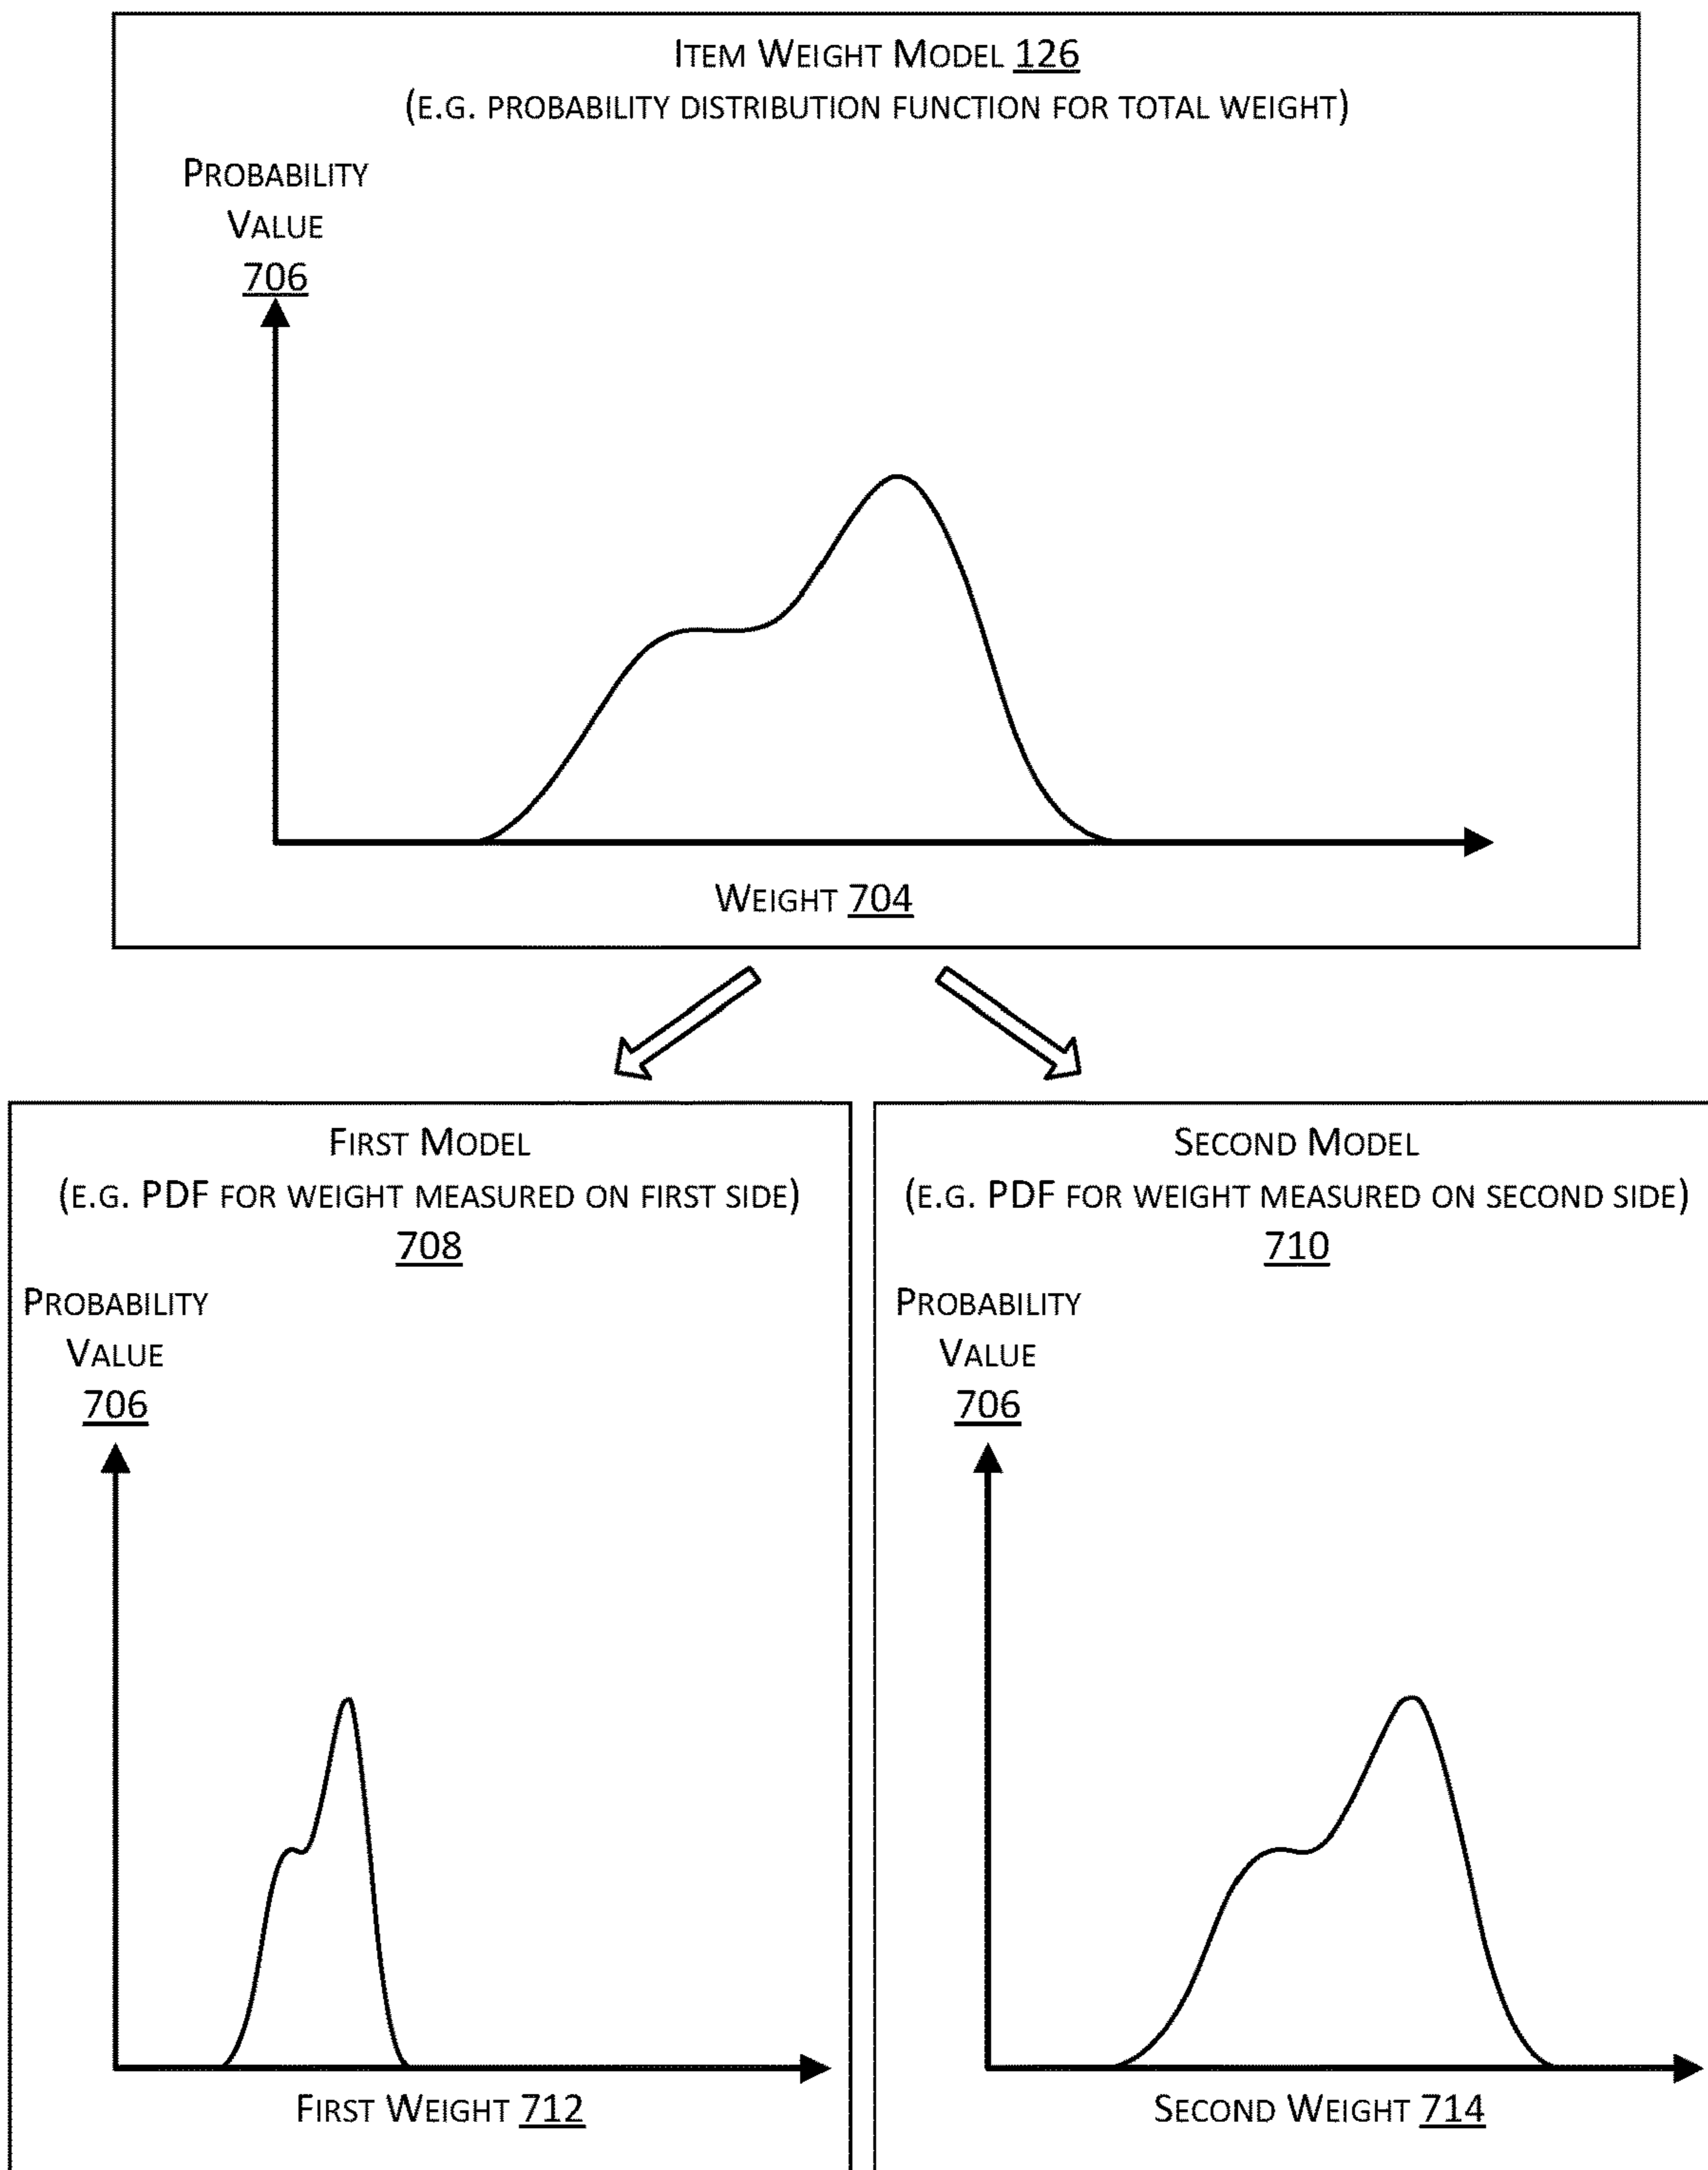 ITEM WEIGHT MODEL 126
(E.G. PROBABILITY DISTRIBUTION FUNCTION FOR TOTAL WEIGHT)
PROBABILITY
VALUE
706
WEIGHT 704
FIRST MODEL
(E.G. PDF FOR WEIGHT MEASURED ON FIRST SIDE)
708
PROBABILITY
VALUE
706
FIRST WEIGHT 712
SECOND MODEL
(E.G. PDF FOR WEIGHT MEASURED ON SECOND SIDE)
710
PROBABILITY
VALUE
706
SECOND WEIGHT 714